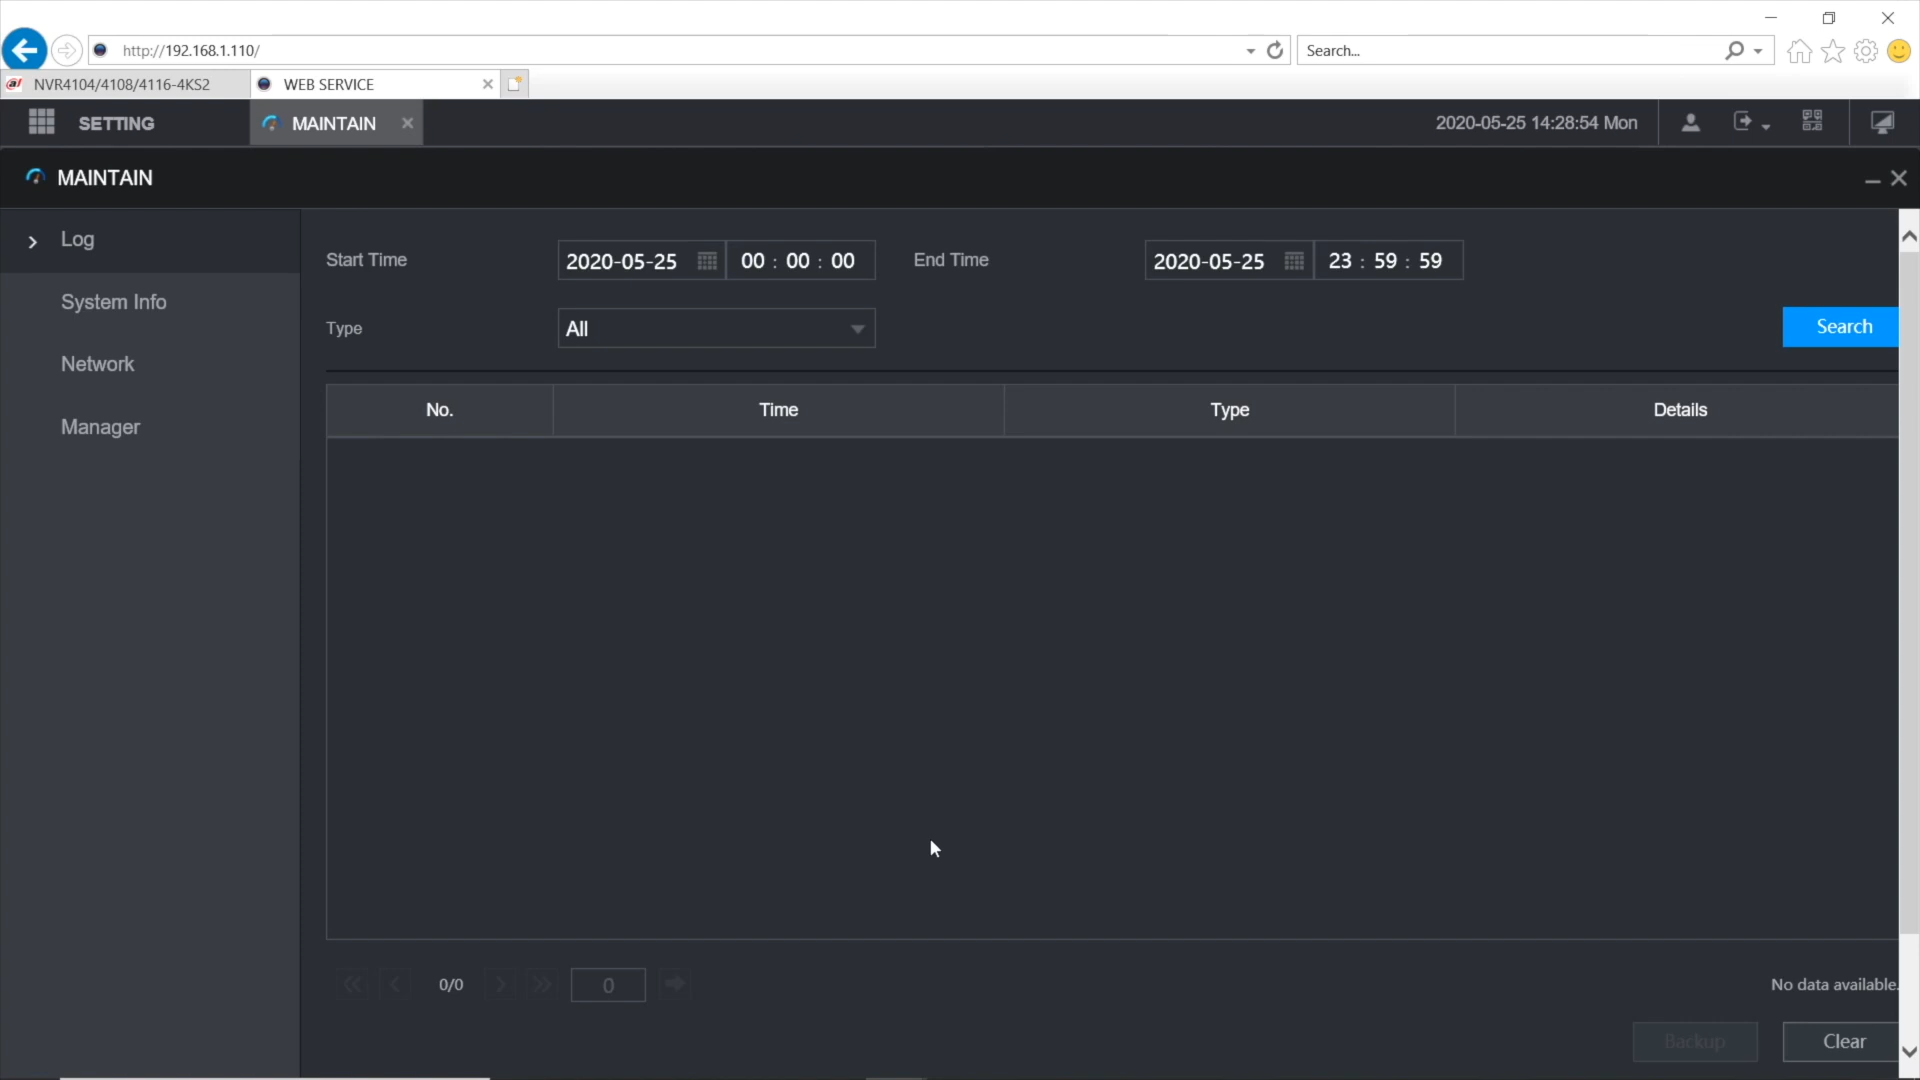 http://192.168.1.110/
Search...
NVR4104/4108/4116-4KS2
WEB SERVICE
SETTING
MAINTAIN
2020-05-25 14:28:54 Mon
MAINTAIN
Log
System Info
Network
Manager
Start Time
2020-05-25
00 : 00 : 00
End Time
2020-05-25
23 : 59 : 59
Type
All
Search
No.
Time
Type
Details
0/0
0
No data available.
Backup
Clear